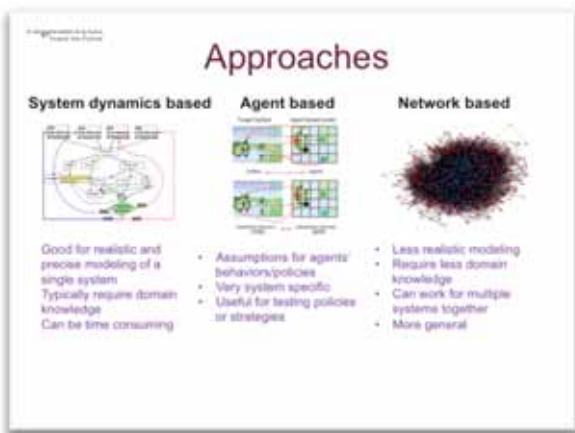 Approaches
System dynamics based
Agent based
Network based
Good for realistic and
precise modeling of a
single system
Typically require domain
knowledge
Can be time consuming
• Assumptions for agents'
behaviors/policies
• Very system specific
• Useful for testing policies
or strategies
• Less realistic modeling
• Require less domain
knowledge
• Can work for multiple
systems together
• More general